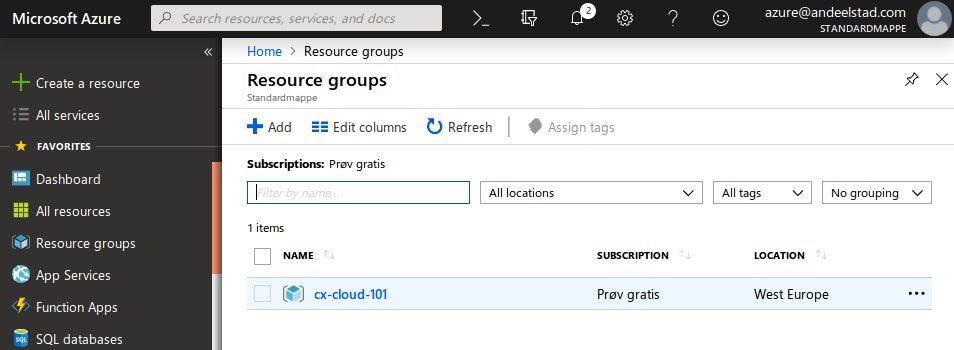 Microsoft Azure
Search resources, services, and docs
2
azure@andeelstad.com
STANDARDMAPPE
Create a resource
All services
FAVORITES
Dashboard
All resources
Resource groups
App Services
Function Apps
SQL databases
Home > Resource groups
Resource groups
Standardmappe
Add
Edit columns
Refresh
Assign tags
Subscriptions: Prøv gratis
Filter by name...
All locations
All tags
No grouping
1 items
NAME
SUBSCRIPTION
LOCATION
cx-cloud-101
Prøv gratis
West Europe